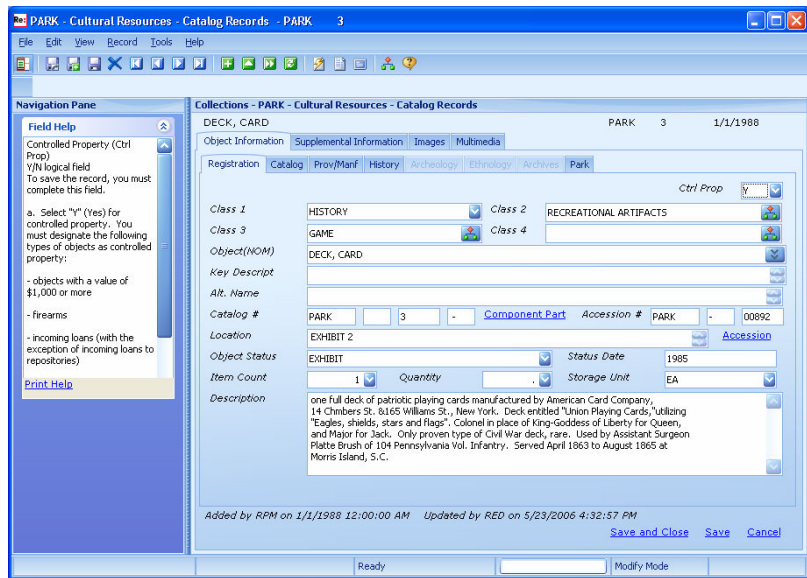 Re: PARK - Cultural Resources - Catalog Records - PARK 3
File Edit View Record Tools Help
Navigation Pane
Field Help
Controlled Property (Ctrl
Prop)
Y/N logical field
To save the record, you must
complete this field.
a. Select "Y" (Yes) for
controlled property. You
must designate the following
types of objects as controlled
property:
- objects with a value of
$1,000 or more
- firearms
- incoming loans (with the
exception of incoming loans to
repositories)
Print Help
Collections - PARK - Cultural Resources - Catalog Records
DECK, CARD PARK 3 1/1/1988
Object Information Supplemental Information Images Multimedia
Registration Catalog Prov/Manf History Archeology Ethnology Archives Park
Ctrl Prop Y
Class 1 HISTORY Class 2 RECREATIONAL ARTIFACTS
Class 3 GAME Class 4
Object(NOM) DECK, CARD
Key Descript
Alt. Name
Catalog # PARK 3 - Component Part Accession # PARK - 00892
Location EXHIBIT 2 Accession
Object Status EXHIBIT Status Date 1985
Item Count 1 Quantity . Storage Unit EA
Description one full deck of patriotic playing cards manufactured by American Card Company,
14 Chmbers St. &165 Williams St., New York. Deck entitled "Union Playing Cards,"utilizing
"Eagles, shields, stars and flags". Colonel in place of King-Goddess of Liberty for Queen,
and Major for Jack. Only proven type of Civil War deck, rare. Used by Assistant Surgeon
Platte Brush of 104 Pennsylvania Vol. Infantry. Served April 1863 to August 1865 at
Morris Island, S.C.
Added by RPM on 1/1/1988 12:00:00 AM Updated by RED on 5/23/2006 4:32:57 PM
Save and Close Save Cancel
Ready Modify Mode